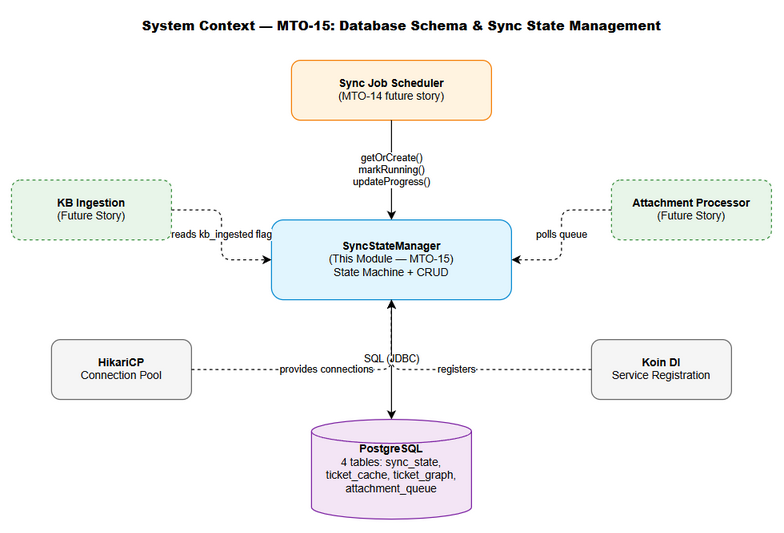 System Context — MTO-15: Database Schema & Sync State Management
Sync Job Scheduler
(MTO-14 future story)
getOrCreate()
markRunning()
updateProgress()
KB Ingestion
(Future Story)
reads kb_ingested flag
Attachment Processor
(Future Story)
polls queue
SyncStateManager
(This Module — MTO-15)
State Machine + CRUD
HikariCP
Connection Pool
provides connections
SQL (JDBC)
registers
Koin DI
Service Registration
PostgreSQL
4 tables: sync_state,
ticket_cache, ticket_graph,
attachment_queue